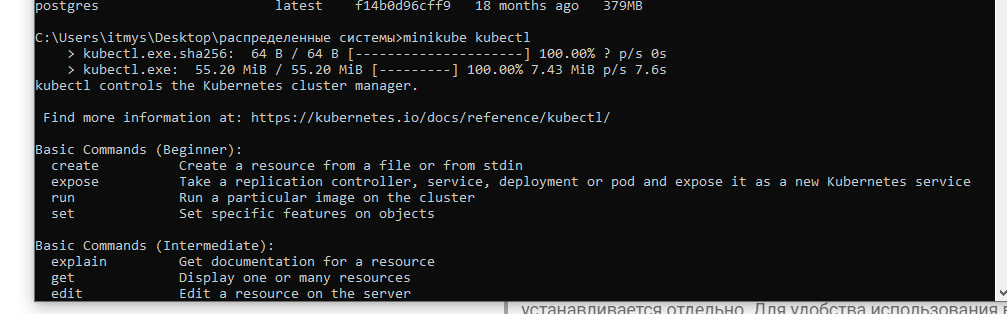 postgres                      latest    f14b0d96cff9   18 months ago   379MB
C:\Users\itmys\Desktop\распределенные системы>minikube kubectl
    > kubectl.exe.sha256:  64 B / 64 B [---------------------] 100.00% ? p/s 0s
    > kubectl.exe:  55.20 MiB / 55.20 MiB [---------] 100.00% 7.43 MiB p/s 7.6s
kubectl controls the Kubernetes cluster manager.
 Find more information at: https://kubernetes.io/docs/reference/kubectl/
Basic Commands (Beginner):
  create          Create a resource from a file or from stdin
  expose          Take a replication controller, service, deployment or pod and expose it as a new Kubernetes service
  run             Run a particular image on the cluster
  set             Set specific features on objects
Basic Commands (Intermediate):
  explain         Get documentation for a resource
  get             Display one or many resources
  edit            Edit a resource on the server
устанавливается отдельно. Для удобства использования в